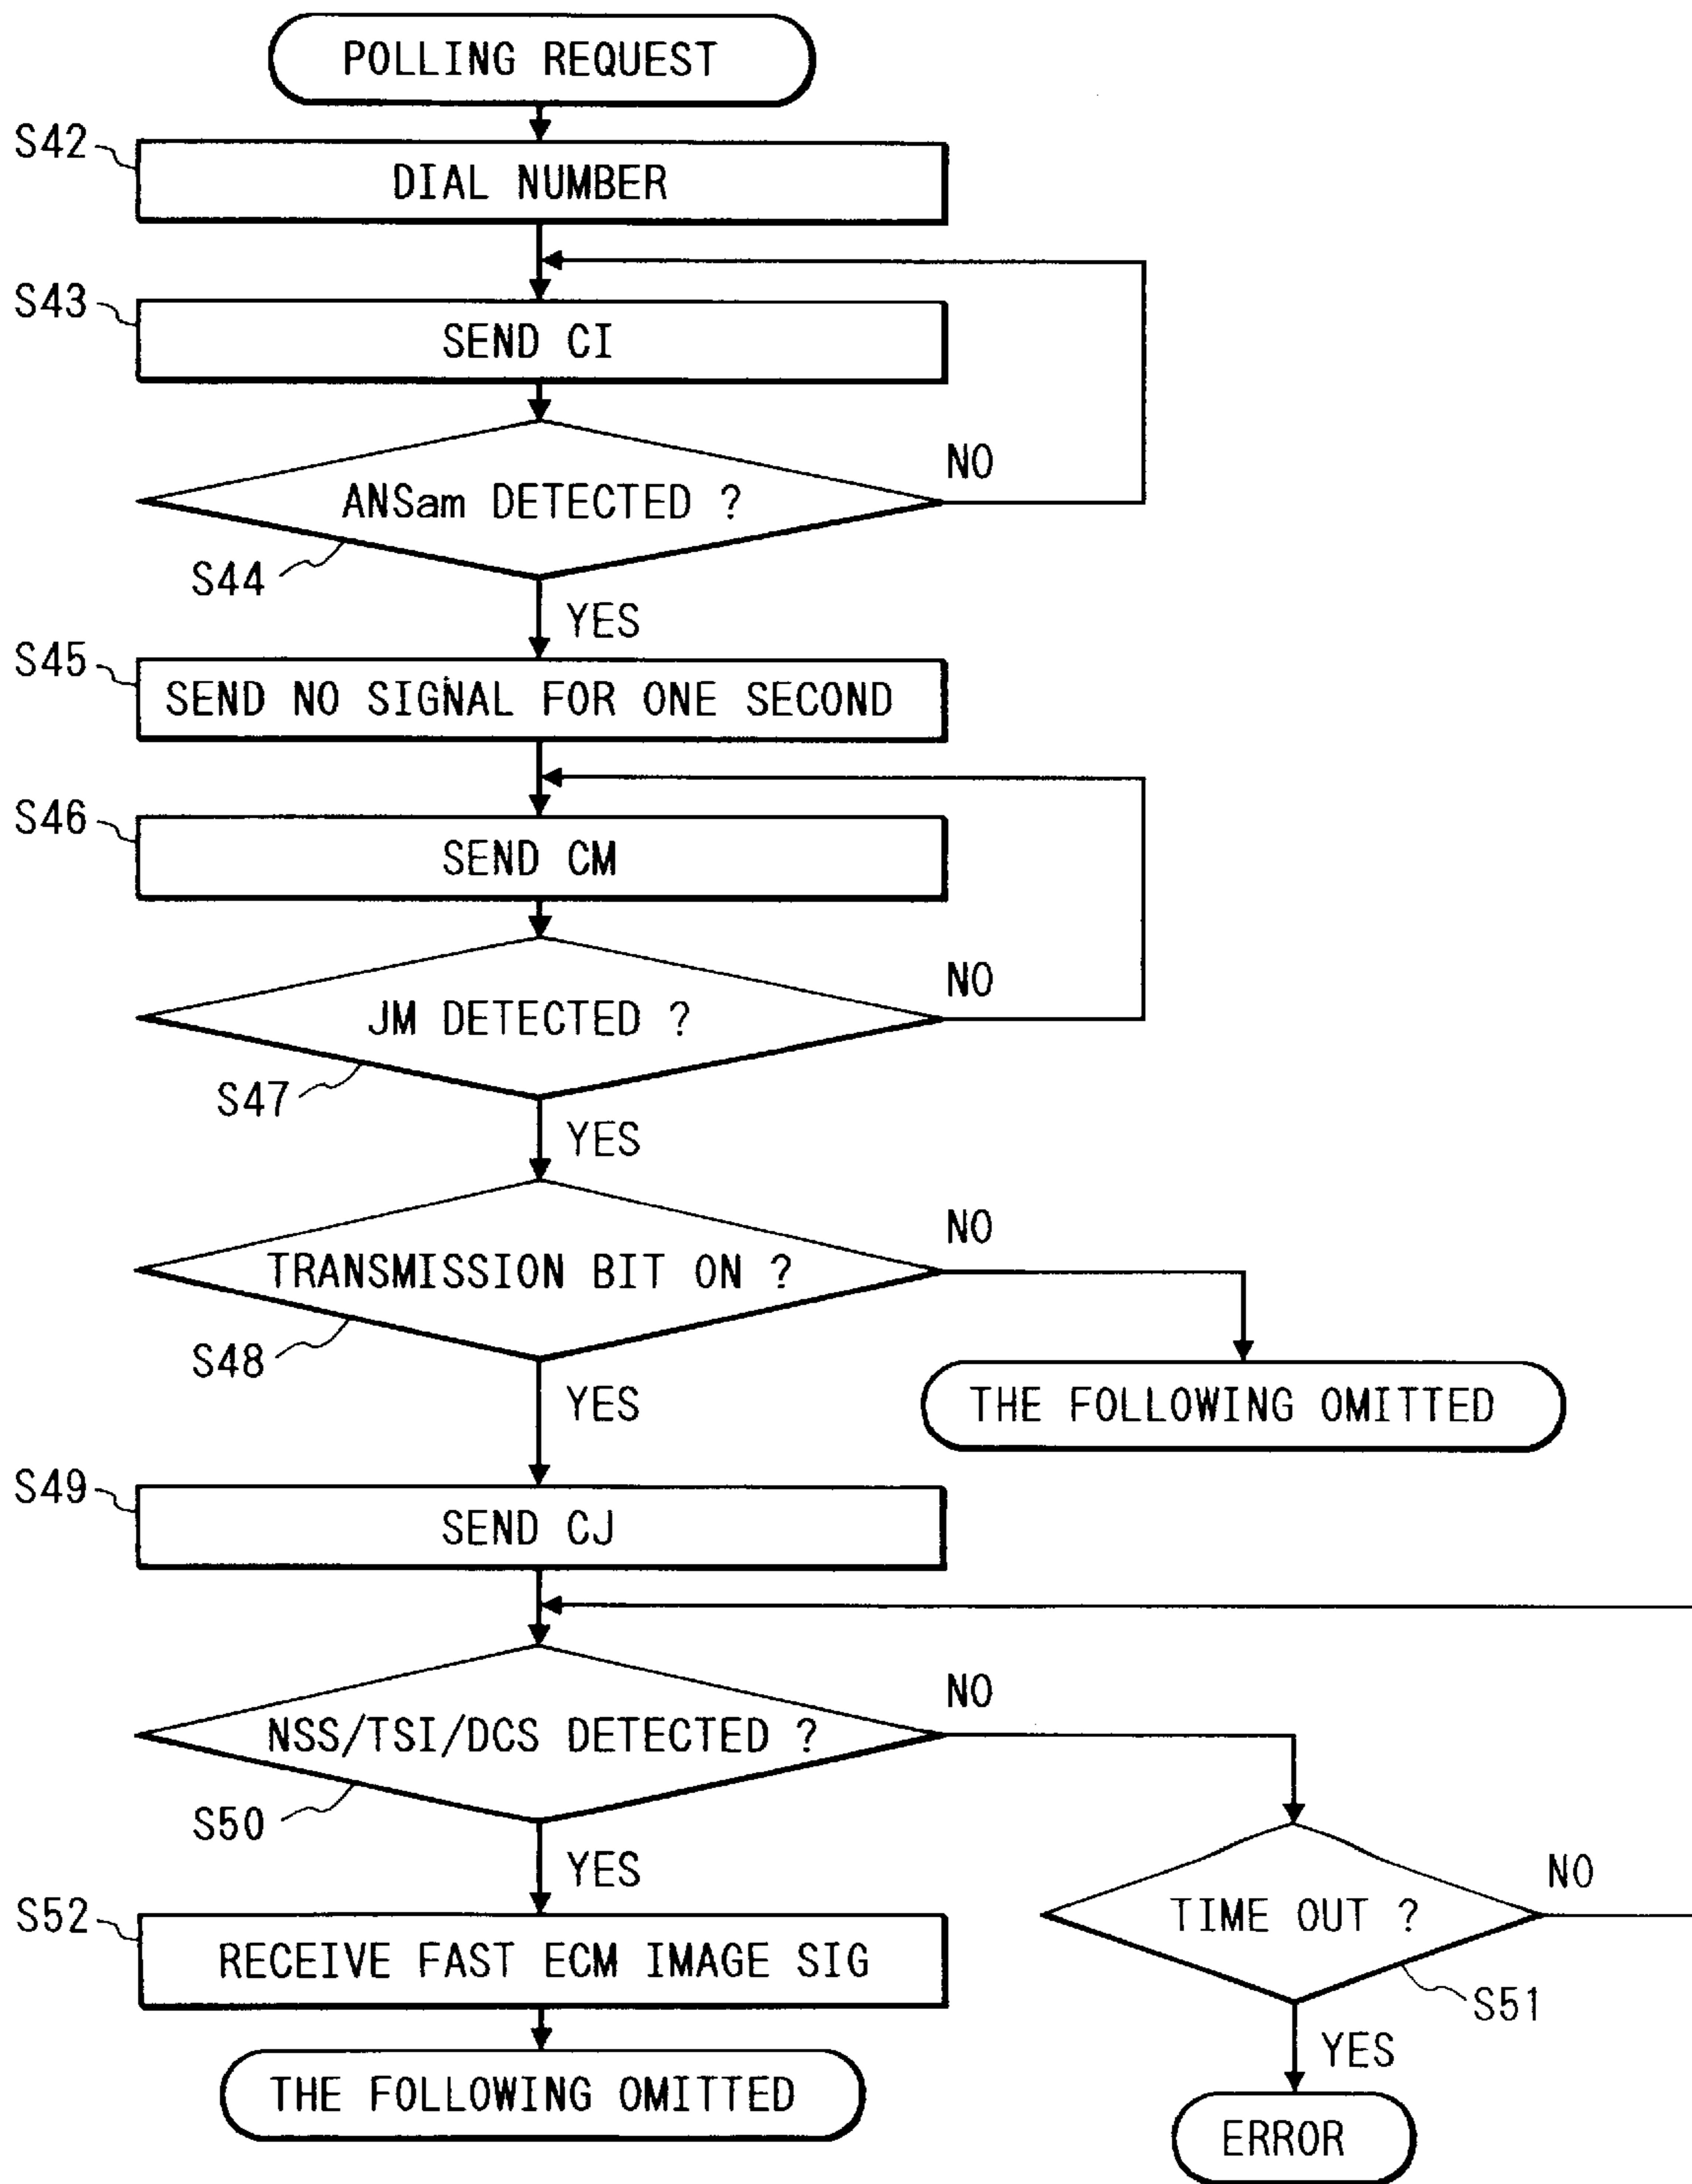 POLLING REQUEST
S42
DIAL NUMBER
S43
SEND CI
ANSam DETECTED ?
NO
S44
YES
S45
SEND NO SIGNAL FOR ONE SECOND
S46
SEND CM
JM DETECTED ?
NO
S47
YES
TRANSMISSION BIT ON ?
NO
S48
YES
THE FOLLOWING OMITTED
S49
SEND CJ
NSS/TSI/DCS DETECTED ?
NO
S50
YES
TIME OUT ?
NO
S51
YES
ERROR
S52
RECEIVE FAST ECM IMAGE SIG
THE FOLLOWING OMITTED